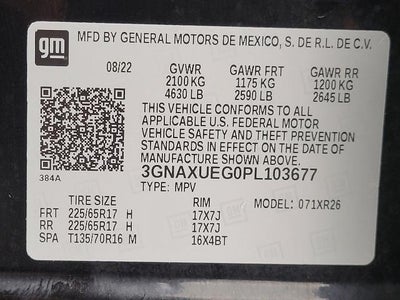 gm
MFD BY GENERAL MOTORS DE MEXICO, S. DE R.L. DE C.V.
08/22 GVWR GAWR FRT GAWR RR
2100 KG 1175 KG 1200 KG
4630 LB 2590 LB 2645 LB
THIS VEHICLE CONFORMS TO ALL
APPLICABLE U.S. FEDERAL MOTOR
VEHICLE SAFETY AND THEFT PREVENTION
STANDARDS IN EFFECT ON THE DATE
OF MANUFACTURE SHOWN ABOVE.
3GNAXUEG0PL103677
384A TYPE: MPV
TIRE SIZE RIM MODEL: 071XR26
FRT 225/65R17 H 17X7J
RR 225/65R17 H 17X7J
SPA T135/70R16 M 16X4BT